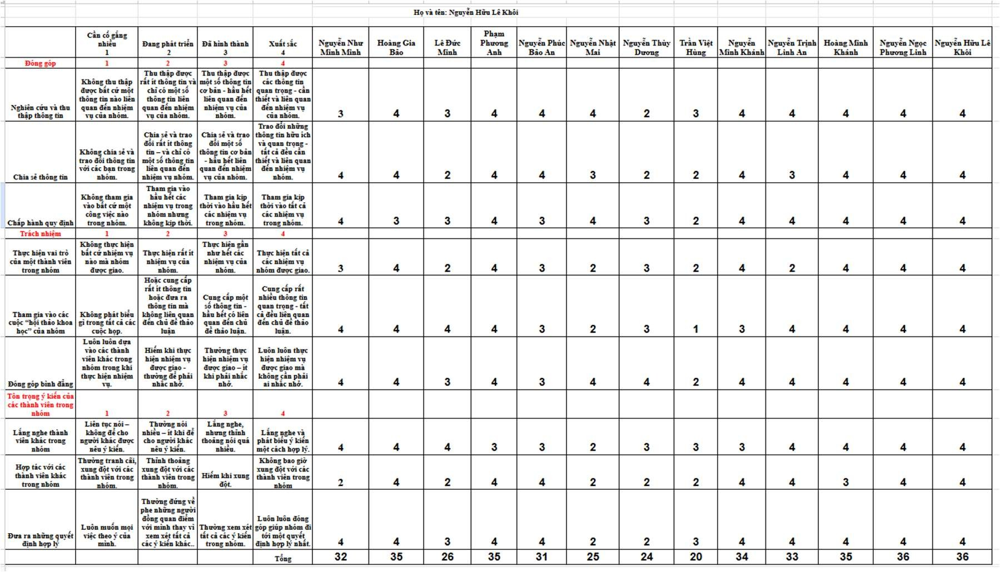 Họ và tên: Nguyễn Hữu Lê Khôi
Cần cố gắng
nhiều
1
Đang phát triển
2
Đã hình thành
3
Xuất sắc
4
Nguyễn Như
Minh Minh
Hoàng Gia
Bảo
Lê Đức
Minh
Phạm
Phương
Anh
Nguyễn Phúc
Bảo An
Nguyễn Nhật
Mai
Nguyễn Thùy
Dương
Trần Việt
Hùng
Nguyễn
Minh Khánh
Nguyễn Trịnh
Linh An
Hoàng Minh
Khánh
Nguyễn Ngọc
Phương Linh
Nguyễn Hữu Lê
Khôi
Đóng góp 1 2 3 4
Nghiên cứu và thu
thập thông tin
Không thu thập
được bất cứ một
thông tin nào liên
quan đến nhiệm
vụ của nhóm.
Thu thập được
rất ít thông tin và
chỉ có một số
thông tin liên
quan đến nhiệm
vụ của nhóm.
Thu thập được
một số thông tin
cơ bản - hầu hết
liên quan đến
nhiệm vụ của
nhóm.
Thu thập được
các thông tin
quan trọng - cần
thiết và liên quan
đến nhiệm vụ
của nhóm.
3 4 3 4 4 4 2 3 4 4 4 4 4
Chia sẻ thông tin
Không chia sẻ và
trao đổi thông tin
với các bạn trong
nhóm.
Chia sẻ và trao
đổi rất ít thông
tin – và chỉ có
một số thông tin
liên quan đến
nhiệm vụ nhóm.
Chia sẻ và trao
đổi một số
thông tin cơ bản
- hầu hết liên
quan đến nhiệm
vụ của nhóm.
Trao đổi những
thông tin hữu ích
và quan trọng -
tất cả đều cần
thiết và liên quan
đến nhiệm vụ
nhóm.
4 4 2 4 4 3 2 2 4 3 4 4 4
Chấp hành quy định
Không tham gia
vào bất cứ một
công việc nào
trong nhóm.
Tham gia vào
hầu hết các
nhiệm vụ trong
nhóm nhưng
không kịp thời.
Tham gia kịp
thời vào hầu hết
các nhiệm vụ
trong nhóm.
Tham gia kịp
thời vào tất cả
các nhiệm vụ
trong nhóm.
4 3 3 4 3 4 3 2 4 4 4 4 4
Trách nhiệm 1 2 3 4
Thực hiện vai trò
của một thành viên
trong nhóm
Không thực hiện
bất cứ nhiệm vụ
nào mà nhóm
được giao.
Thực hiện rất ít
nhiệm vụ của
nhóm.
Thực hiện gần
như hết các
nhiệm vụ của
nhóm.
Thực hiện tất cả
các nhiệm vụ
nhóm được giao.
3 4 2 4 3 2 3 2 4 2 4 4 4
Tham gia vào các
cuộc “hội thảo khoa
học” của nhóm
Không phát biểu
gì trong tất cả các
cuộc họp.
Hoặc cung cấp
rất ít thông tin
hoặc đưa ra
thông tin mà
không liên quan
đến chủ đề thảo
luận
Cung cấp một
số thông tin -
hầu hết có liên
quan đến chủ
đề thảo luận.
Cung cấp rất
nhiều thông tin
quan trọng - tất
cả đều liên quan
đến chủ đề thảo
luận.
4 4 4 4 3 2 3 1 3 4 4 4 4
Đóng góp bình đẳng
Luôn luôn dựa
vào các thành
viên khác trong
nhóm trong khi
thực hiện nhiệm
vụ.
Hiếm khi thực
hiện nhiệm vụ
được giao -
thường để phải
nhắc nhở.
Thường thực
hiện nhiệm vụ
được giao – ít
khi phải nhắc
nhở.
Luôn luôn thực
hiện nhiệm vụ
được giao mà
không cần phải
ai nhắc nhở.
4 4 3 4 3 4 4 2 4 4 4 4 4
Tôn trọng ý kiến của
các thành viên trong
nhóm 1 2 3 4
Lắng nghe thành
viên khác trong
nhóm
Liên tục nói –
không để cho
người khác được
nêu ý kiến.
Thường nói
nhiều – ít khi để
cho người khác
nêu ý kiến.
Lắng nghe,
nhưng thỉnh
thoảng nói quá
nhiều.
Lắng nghe và
phát biểu ý kiến
một cách hợp lý.
4 4 4 3 3 2 3 3 3 4 4 4 4
Hợp tác với các
thành viên khác
trong nhóm
Thường tranh cãi,
xung đột với các
thành viên trong
nhóm.
Thỉnh thoảng
xung đột với các
thành viên trong
nhóm.
Hiếm khi xung
đột.
Không bao giờ
xung đột với các
thành viên trong
nhóm
2 4 2 4 4 2 2 2 4 4 3 4 4
Đưa ra những quyết
định hợp lý
Luôn muốn mọi
việc theo ý của
mình.
Thường đứng về
phe những người
đồng quan điểm
với mình thay vì
xem xét tất cả
các ý kiến khác..
Thường xem xét
tất cả các ý kiến
trong nhóm.
Luôn luôn đóng
góp giúp nhóm đi
tới một quyết
định hợp lý nhất.
4 4 3 4 4 2 2 3 4 4 4 4 4
Tổng 32 35 26 35 31 25 24 20 34 33 35 36 36